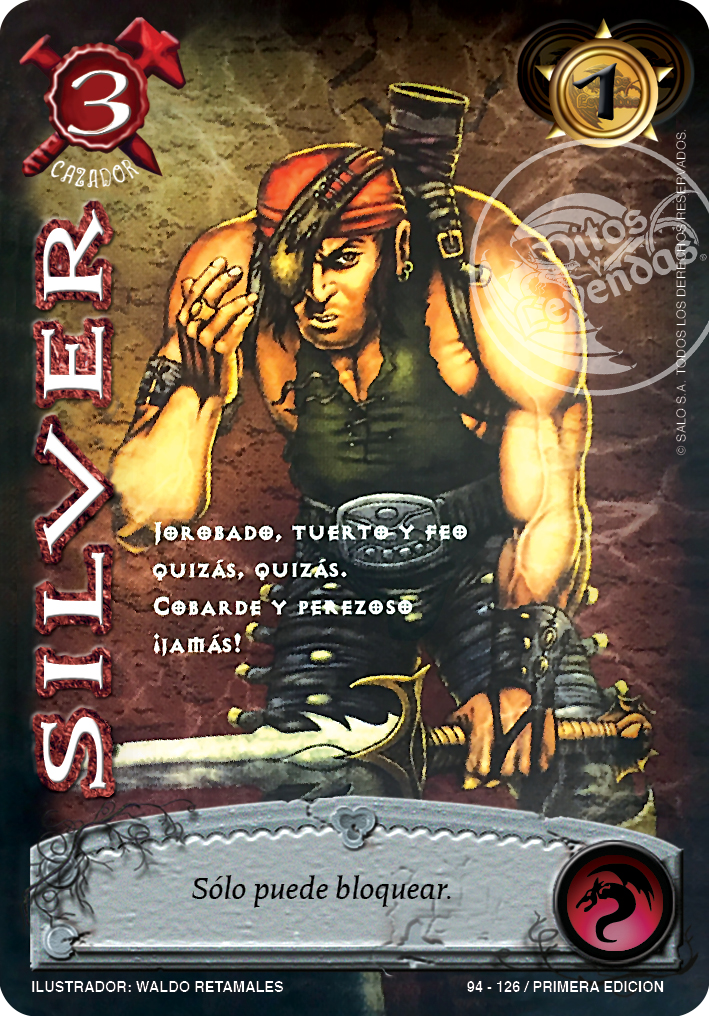 3
CAZADOR
1
Mitos
y
Leyendas
®
© SALO S.A. TODOS LOS DERECHOS RESERVADOS.
SILVER
Jorobado, tuerto y feo
quizás, quizás.
Cobarde y perezoso
¡jamás!
Sólo puede bloquear.
ILUSTRADOR: WALDO RETAMALES
94 - 126 / PRIMERA EDICION